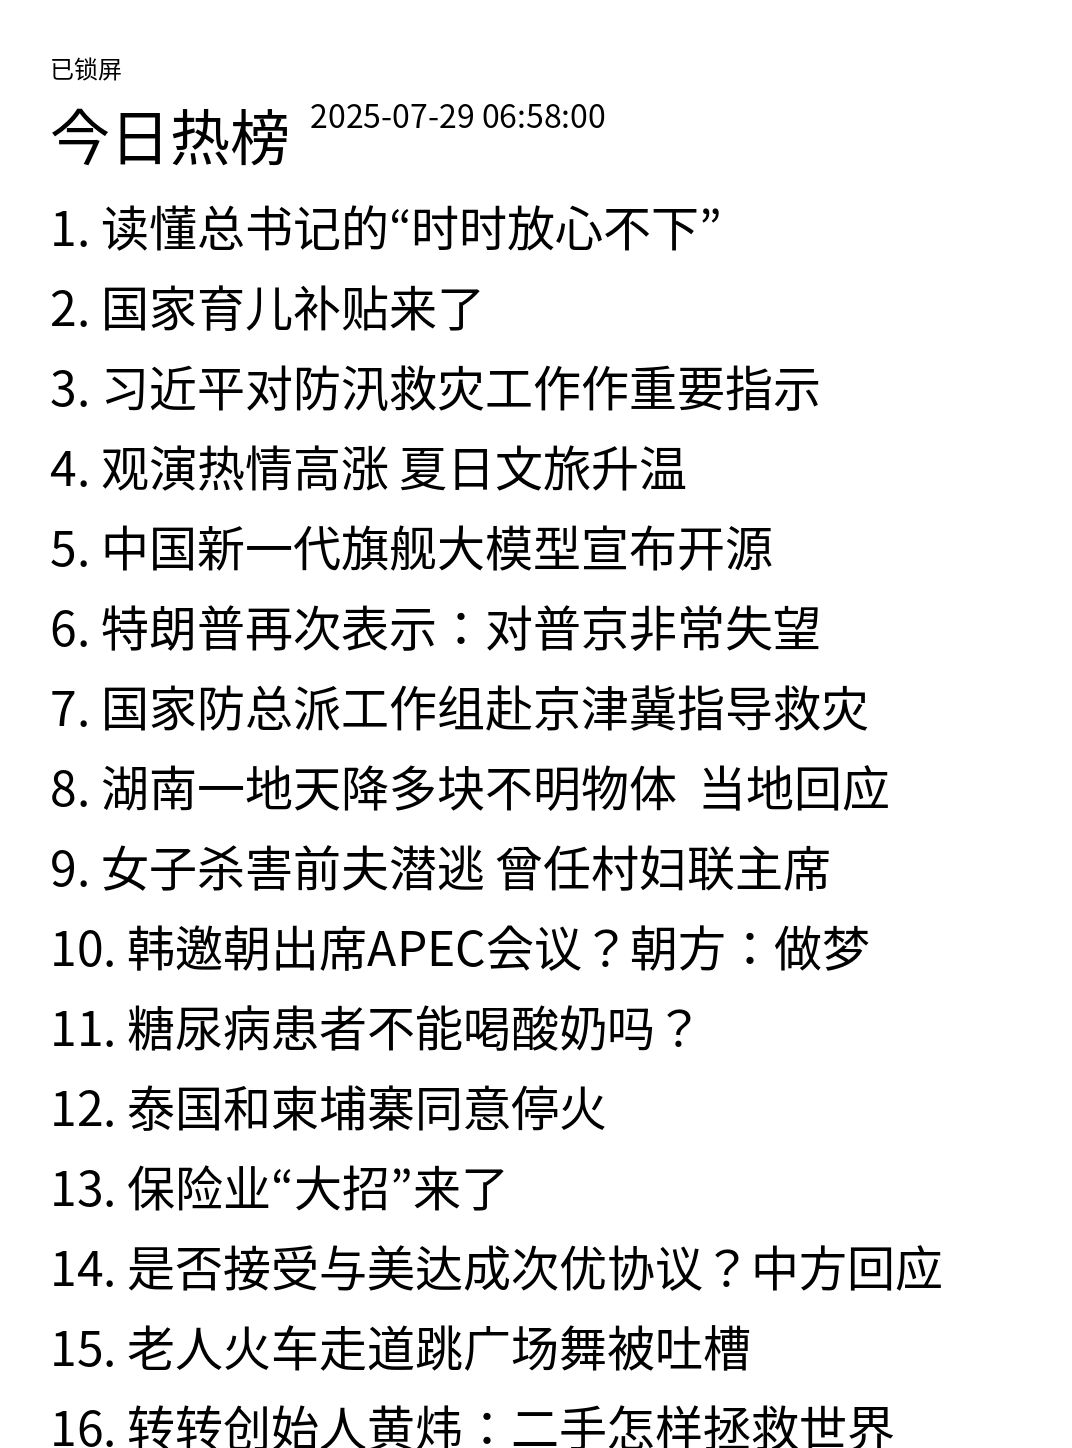 已锁屏
今日热榜 2025-07-29 06:58:00
1. 读懂总书记的“时时放心不下”
2. 国家育儿补贴来了
3. 习近平对防汛救灾工作作重要指示
4. 观演热情高涨 夏日文旅升温
5. 中国新一代旗舰大模型宣布开源
6. 特朗普再次表示：对普京非常失望
7. 国家防总派工作组赴京津冀指导救灾
8. 湖南一地天降多块不明物体  当地回应
9. 女子杀害前夫潜逃 曾任村妇联主席
10. 韩邀朝出席APEC会议？朝方：做梦
11. 糖尿病患者不能喝酸奶吗？
12. 泰国和柬埔寨同意停火
13. 保险业“大招”来了
14. 是否接受与美达成次优协议？中方回应
15. 老人火车走道跳广场舞被吐槽
16. 转转创始人黄炜：二手怎样拯救世界